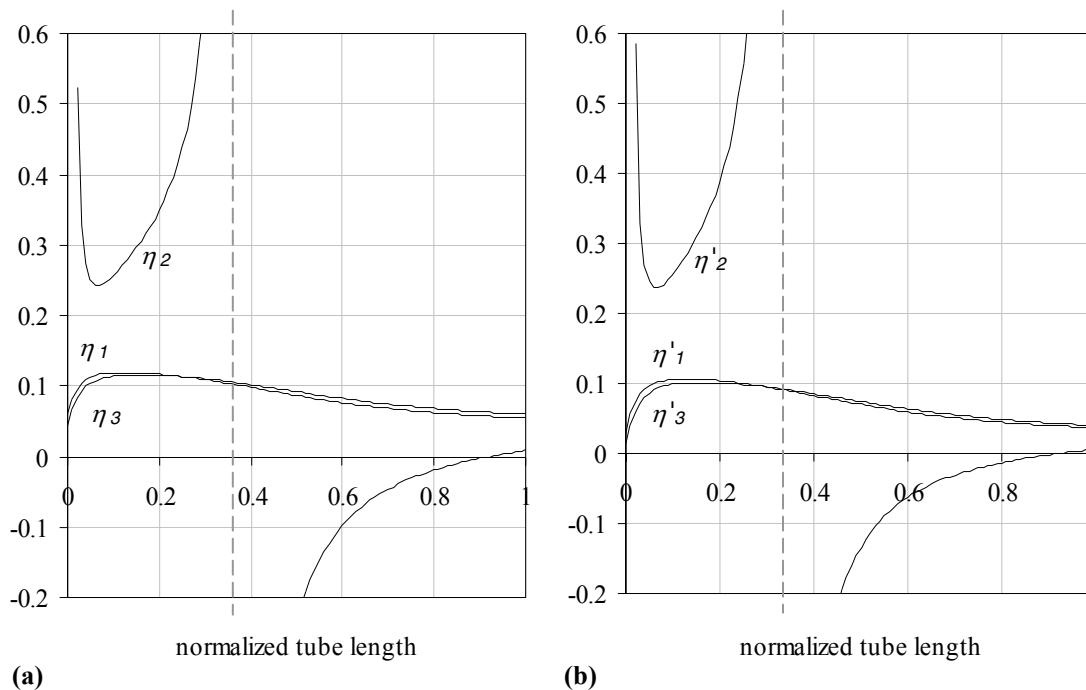 0.6
0.5
0.4
0.3
0.2
0.1
0
-0.1
-0.2
0 0.2 0.4 0.6 0.8 1
η2
η1
η3
normalized tube length
(a)
0.6
0.5
0.4
0.3
0.2
0.1
0
-0.1
-0.2
0 0.2 0.4 0.6 0.8
η'2
η'1
η'3
normalized tube length
(b)